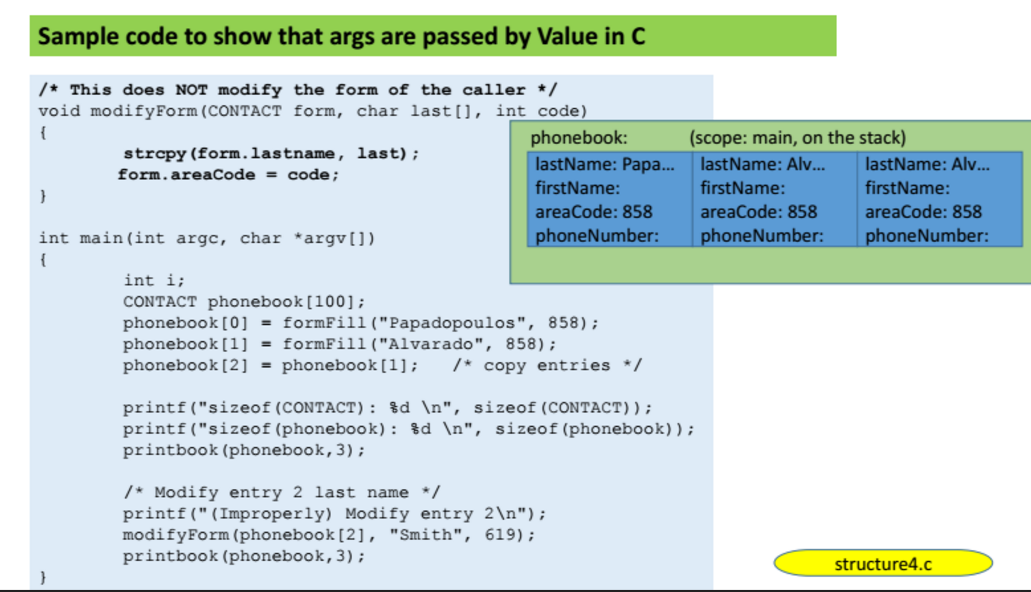 Sample code to show that args are passed by Value in C
/* This does NOT modify the form of the caller */
void modifyForm(CONTACT form, char last[], int code)
{
strcpy(form.lastname, last);
form.areaCode = code;
}
int main(int argc, char *argv[])
{
int i;
CONTACT phonebook[100];
phonebook[0] = formFill("Papadopoulos", 858);
phonebook[1] = formFill("Alvarado", 858);
phonebook[2] = phonebook[1]; /* copy entries */
printf("sizeof(CONTACT): %d \n", sizeof(CONTACT));
printf("sizeof(phonebook): %d \n", sizeof(phonebook));
printbook(phonebook,3);
/* Modify entry 2 last name */
printf("(Improperly) Modify entry 2\n");
modifyForm(phonebook[2], "Smith", 619);
printbook(phonebook,3);
}
phonebook: (scope: main, on the stack)
lastName: Papa... lastName: Alv... lastName: Alv...
firstName: firstName: firstName:
areaCode: 858 areaCode: 858 areaCode: 858
phoneNumber: phoneNumber: phoneNumber:
structure4.c